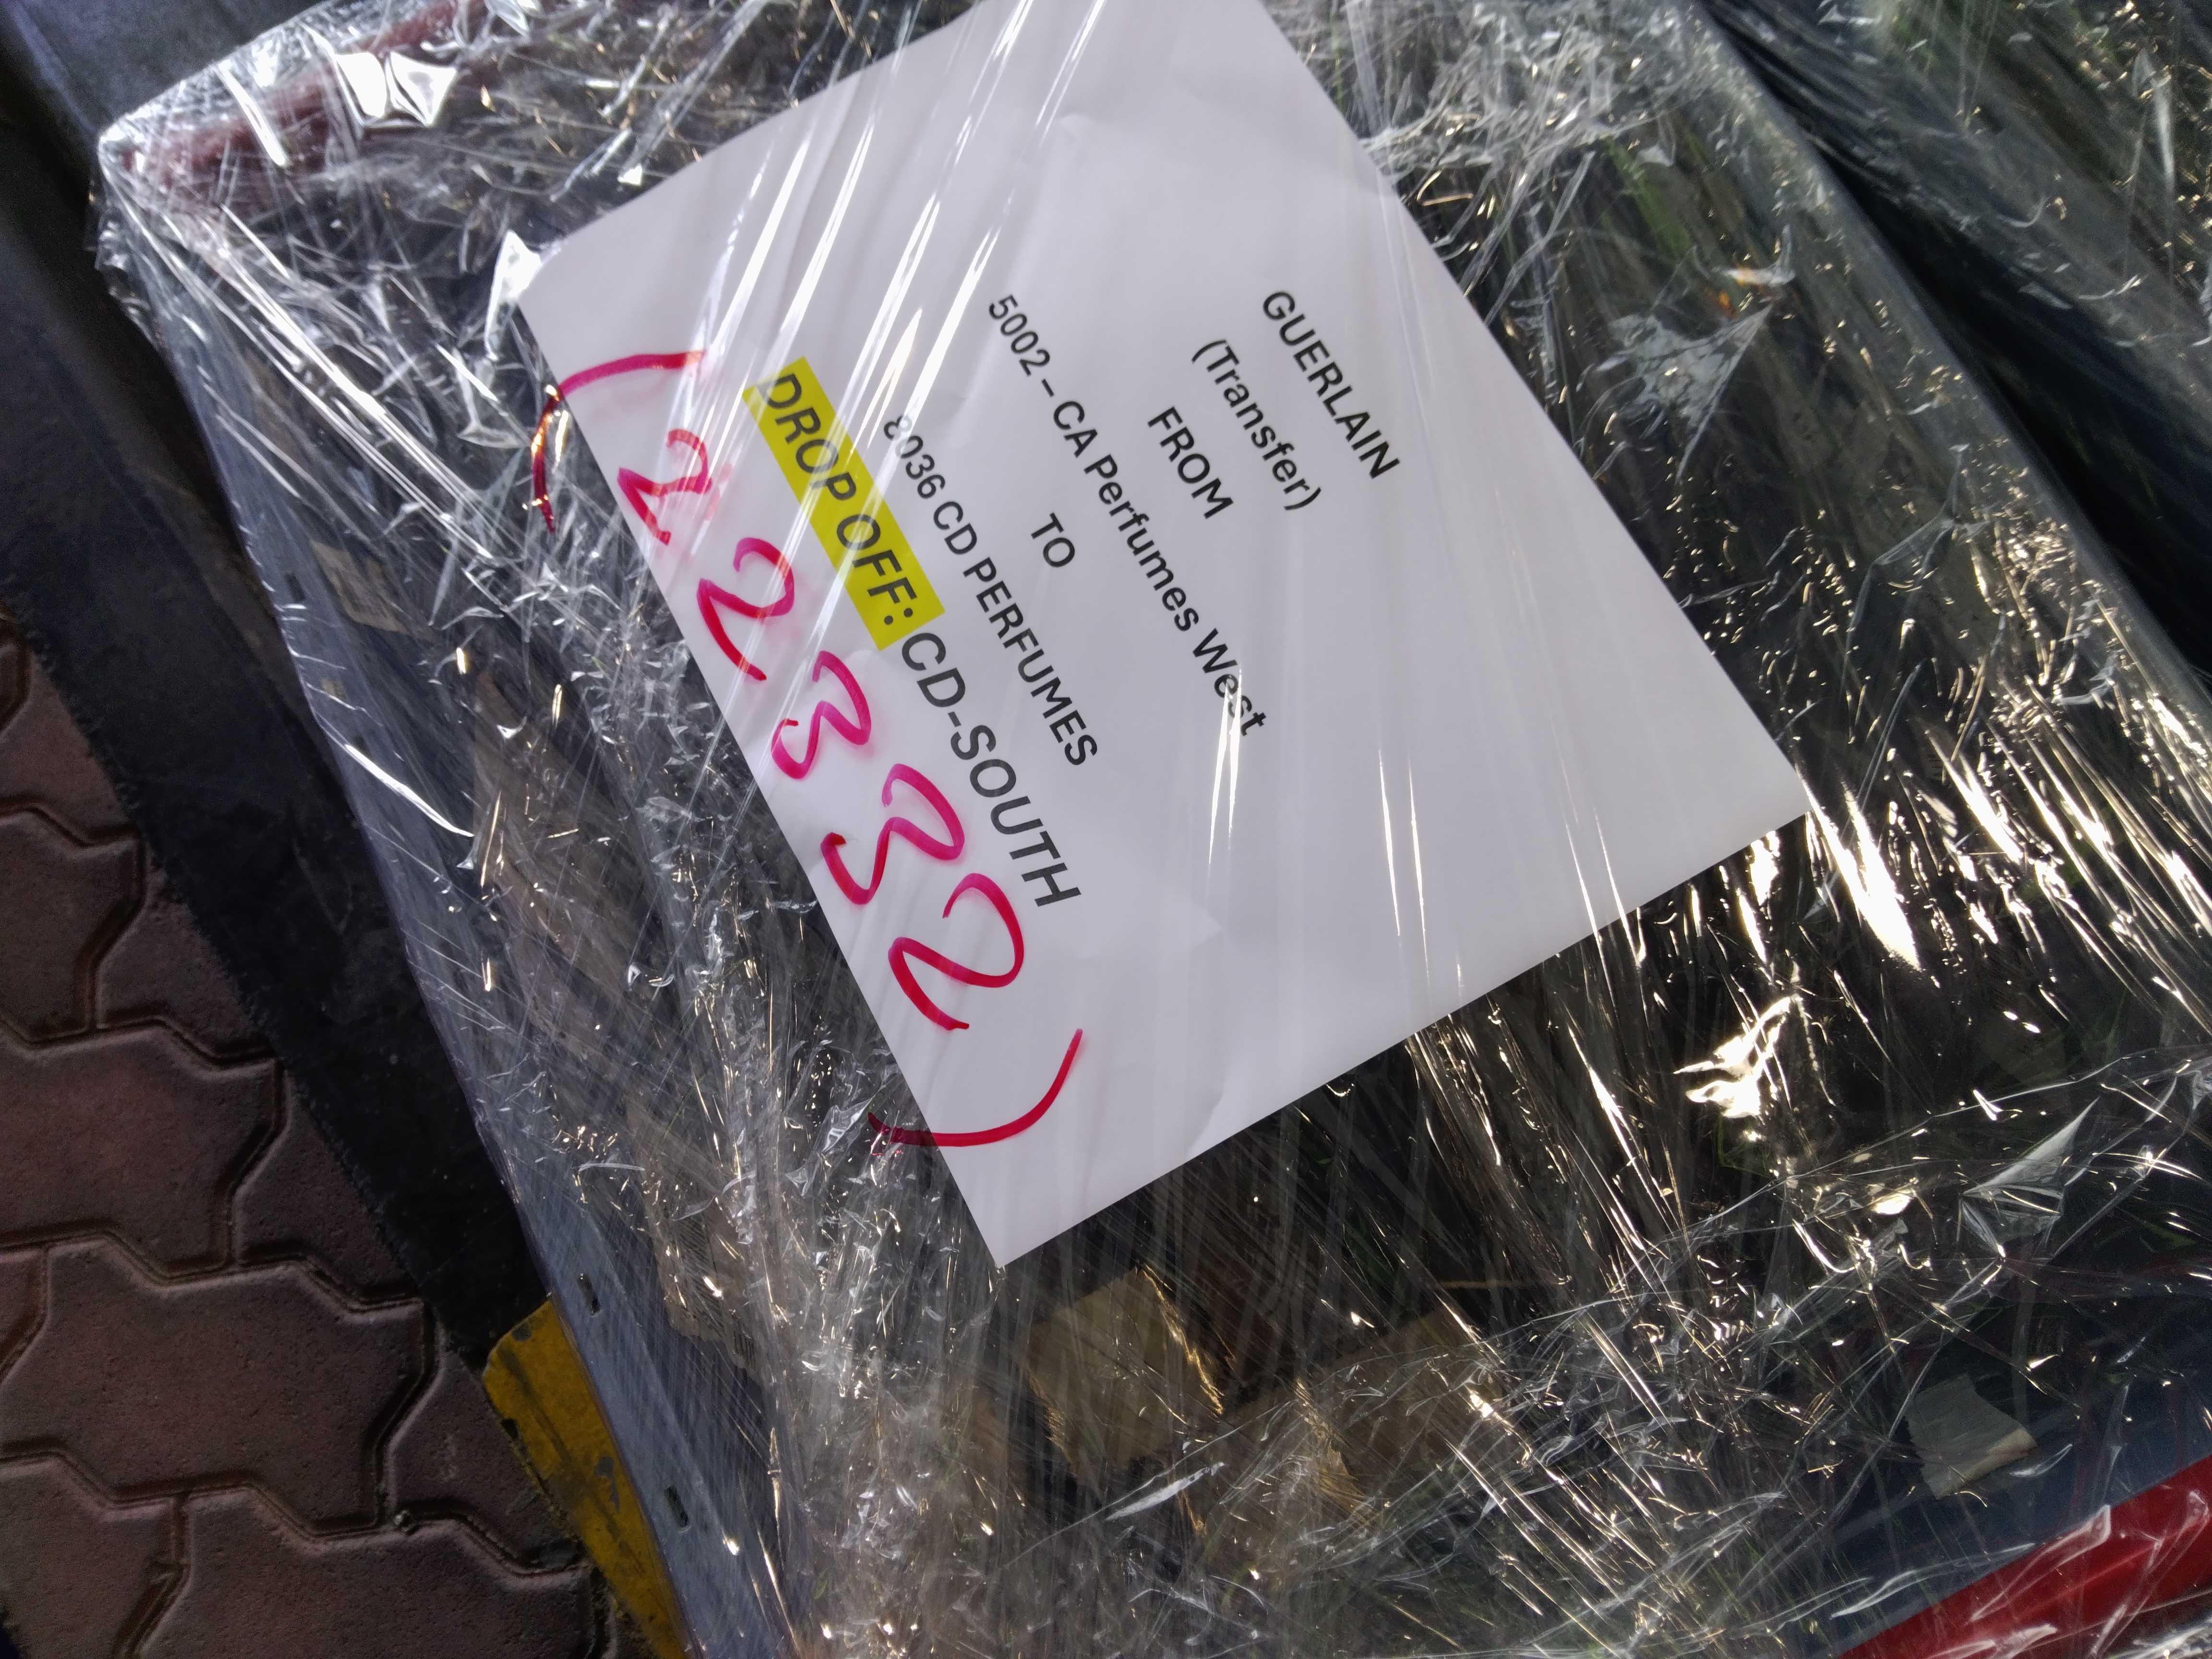 GUERLAIN
(Transfer)
FROM
5002 – CA Perfumes West
TO
8036 CD PERFUMES
DROP OFF: CD-SOUTH
(22332)